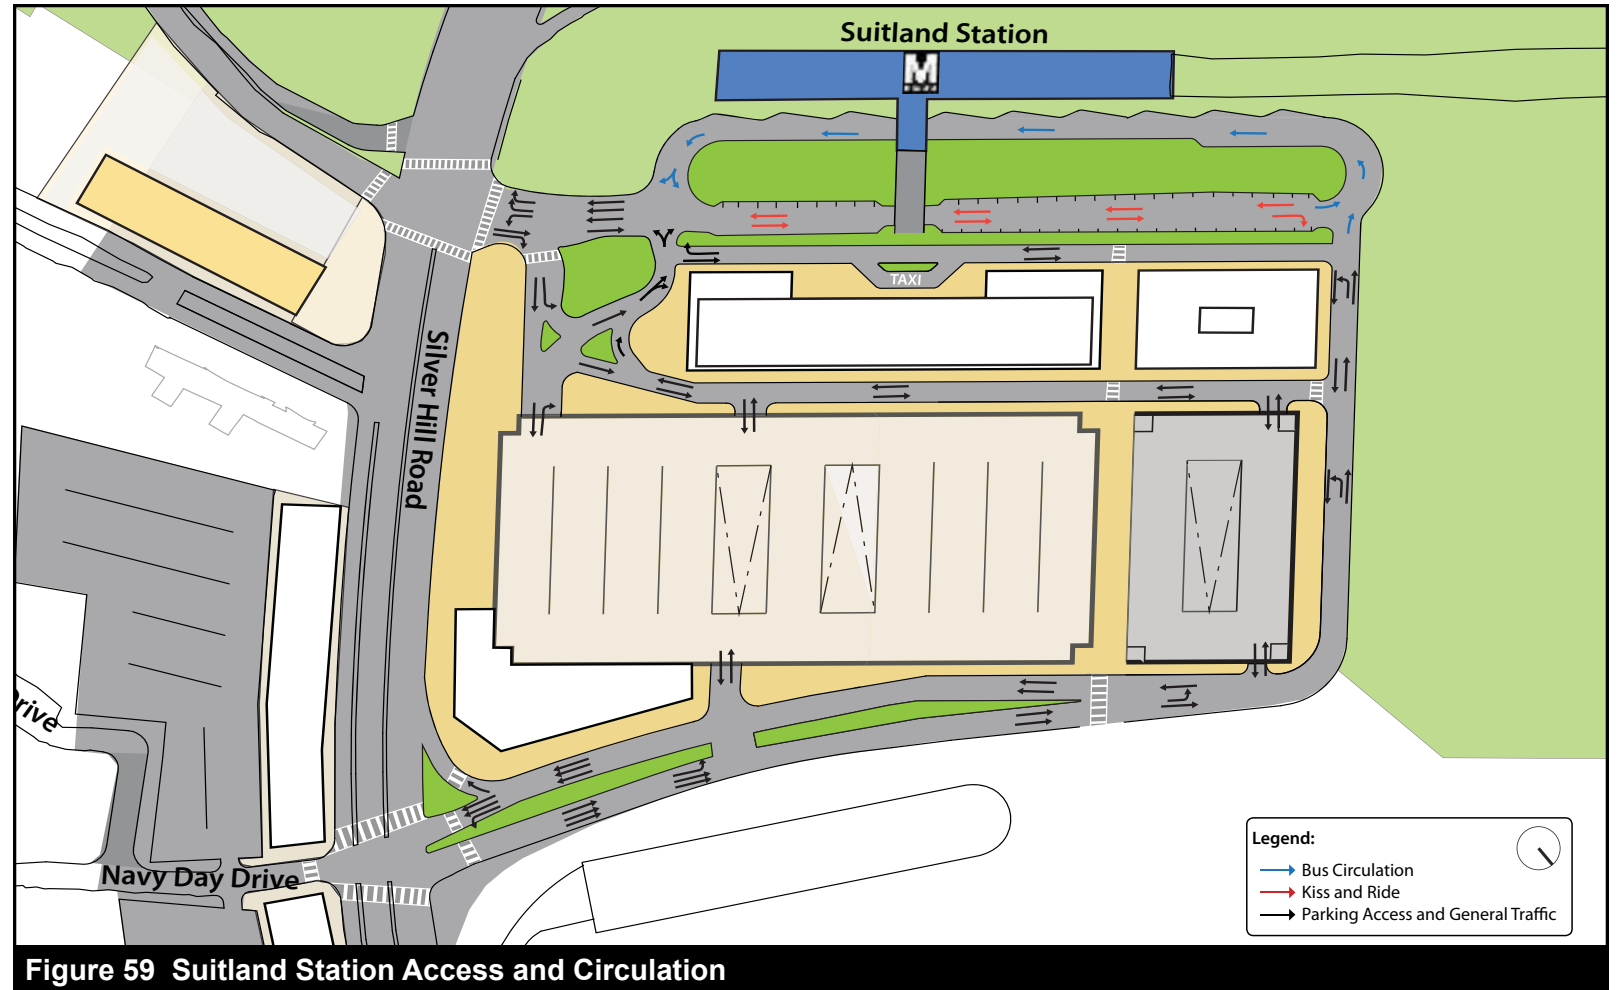 Suitland Station
M
TAXI
Silver Hill Road
Drive
Navy Day Drive
Legend:
Bus Circulation
Kiss and Ride
Parking Access and General Traffic
Figure 59 Suitland Station Access and Circulation